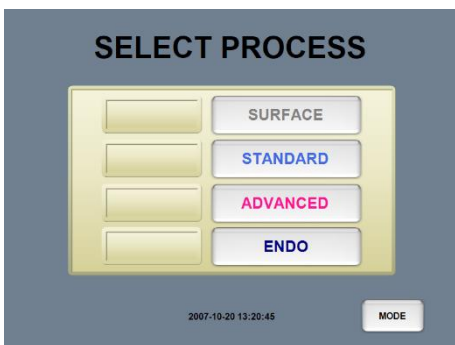 SELECT PROCESS
SURFACE
STANDARD
ADVANCED
ENDO
2007-10-20 13:20:45
MODE